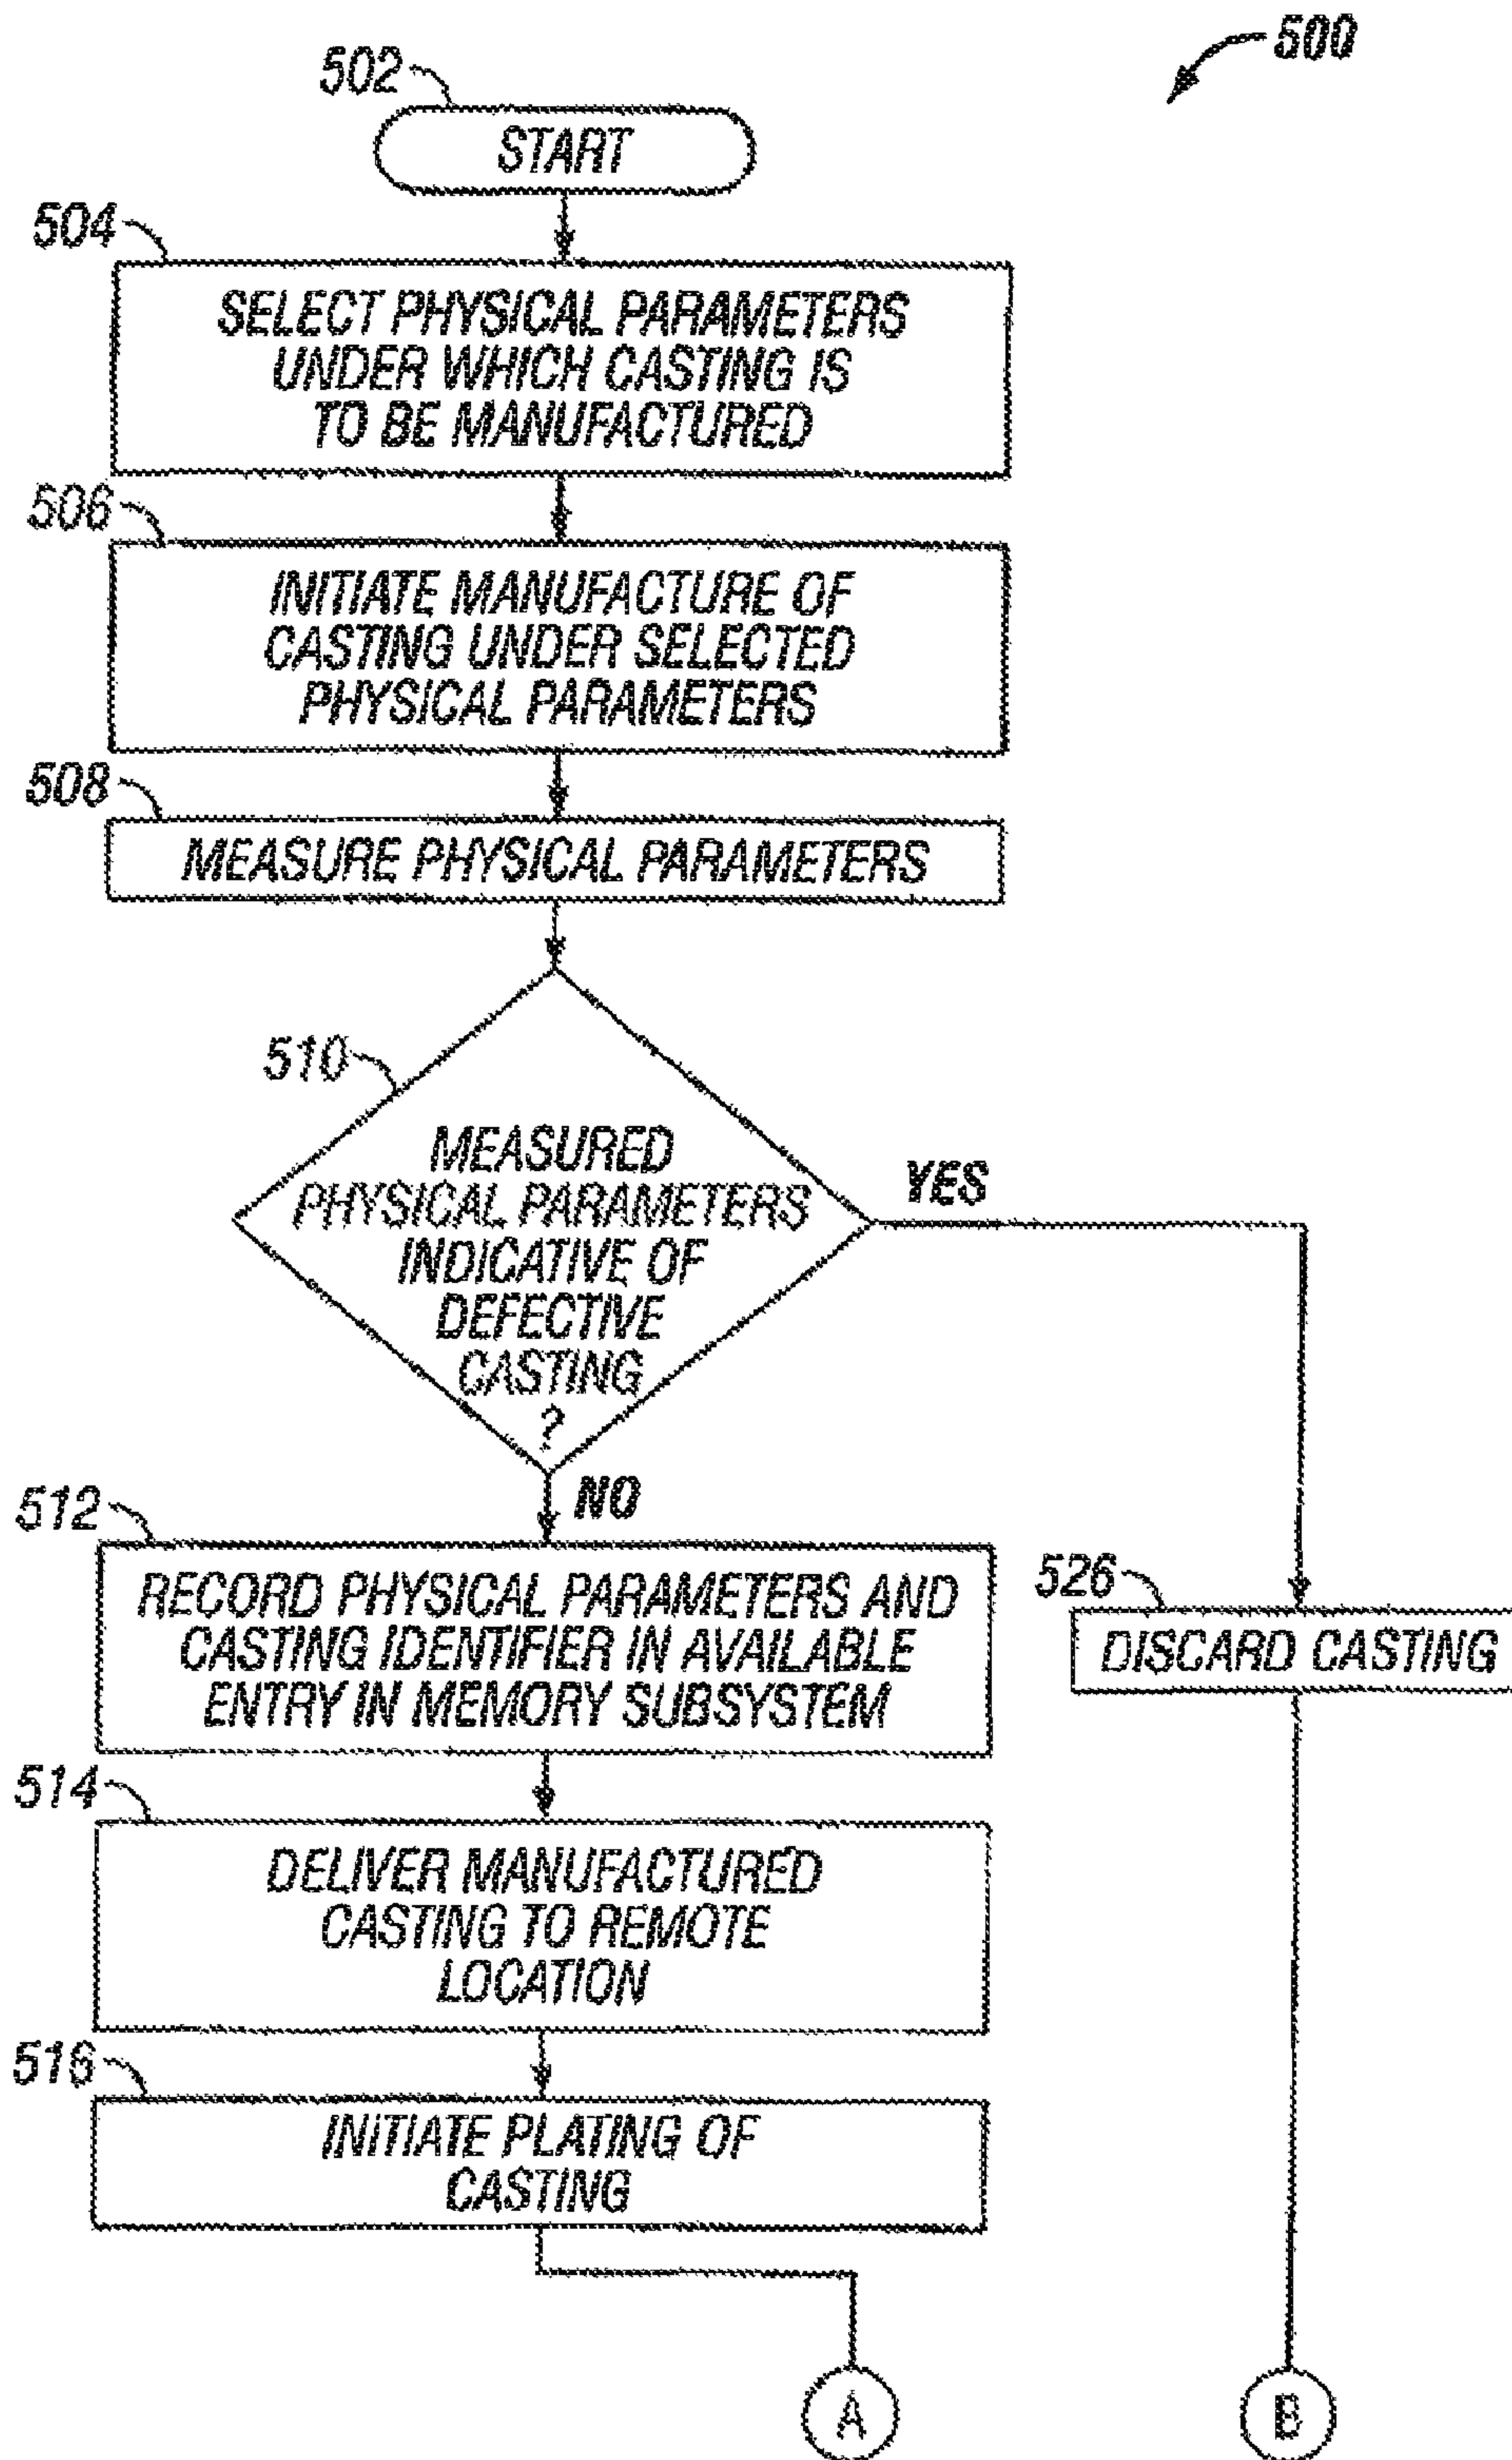 500
502
START
504
SELECT PHYSICAL PARAMETERS
UNDER WHICH CASTING IS
TO BE MANUFACTURED
506
INITIATE MANUFACTURE OF
CASTING UNDER SELECTED
PHYSICAL PARAMETERS
508
MEASURE PHYSICAL PARAMETERS
510
MEASURED
PHYSICAL PARAMETERS
INDICATIVE OF
DEFECTIVE
CASTING
?
YES
NO
512
RECORD PHYSICAL PARAMETERS AND
CASTING IDENTIFIER IN AVAILABLE
ENTRY IN MEMORY SUBSYSTEM
526
DISCARD CASTING
514
DELIVER MANUFACTURED
CASTING TO REMOTE
LOCATION
516
INITIATE PLATING OF
CASTING
A
B